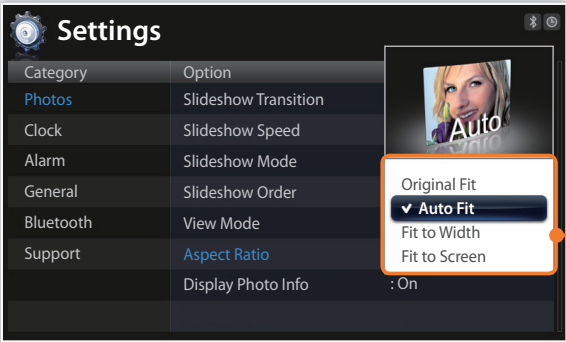 Settings
Category Option
Photos Slideshow Transition
Auto
Clock Slideshow Speed
Alarm Slideshow Mode
General Slideshow Order
Bluetooth View Mode
Support Aspect Ratio
Original Fit
Auto Fit
Fit to Width
Fit to Screen
Display Photo Info : On